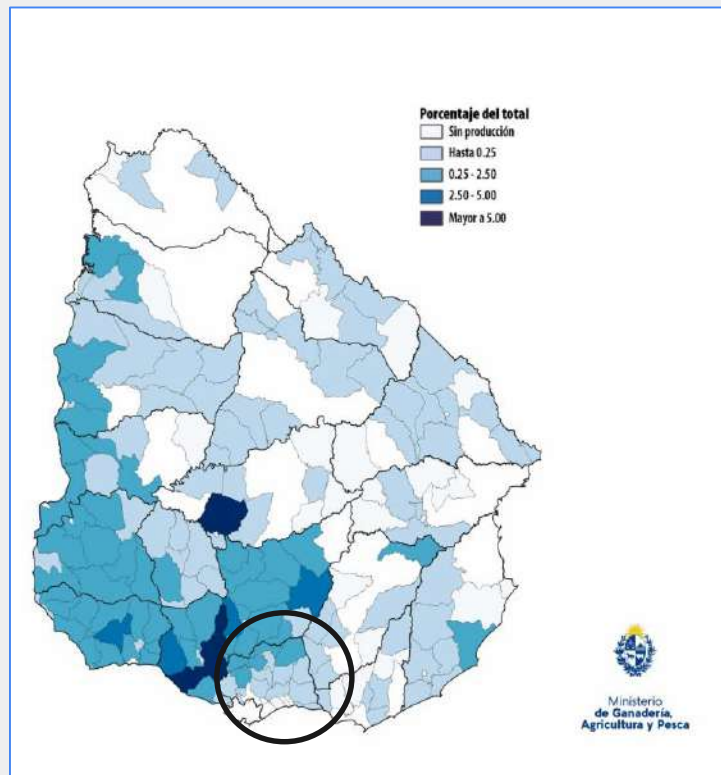 Porcentaje del total
Sin producción
Hasta 0.25
0.25 - 2.50
2.50 - 5.00
Mayor a 5.00
Ministerio
de Ganadería,
Agricultura y Pesca